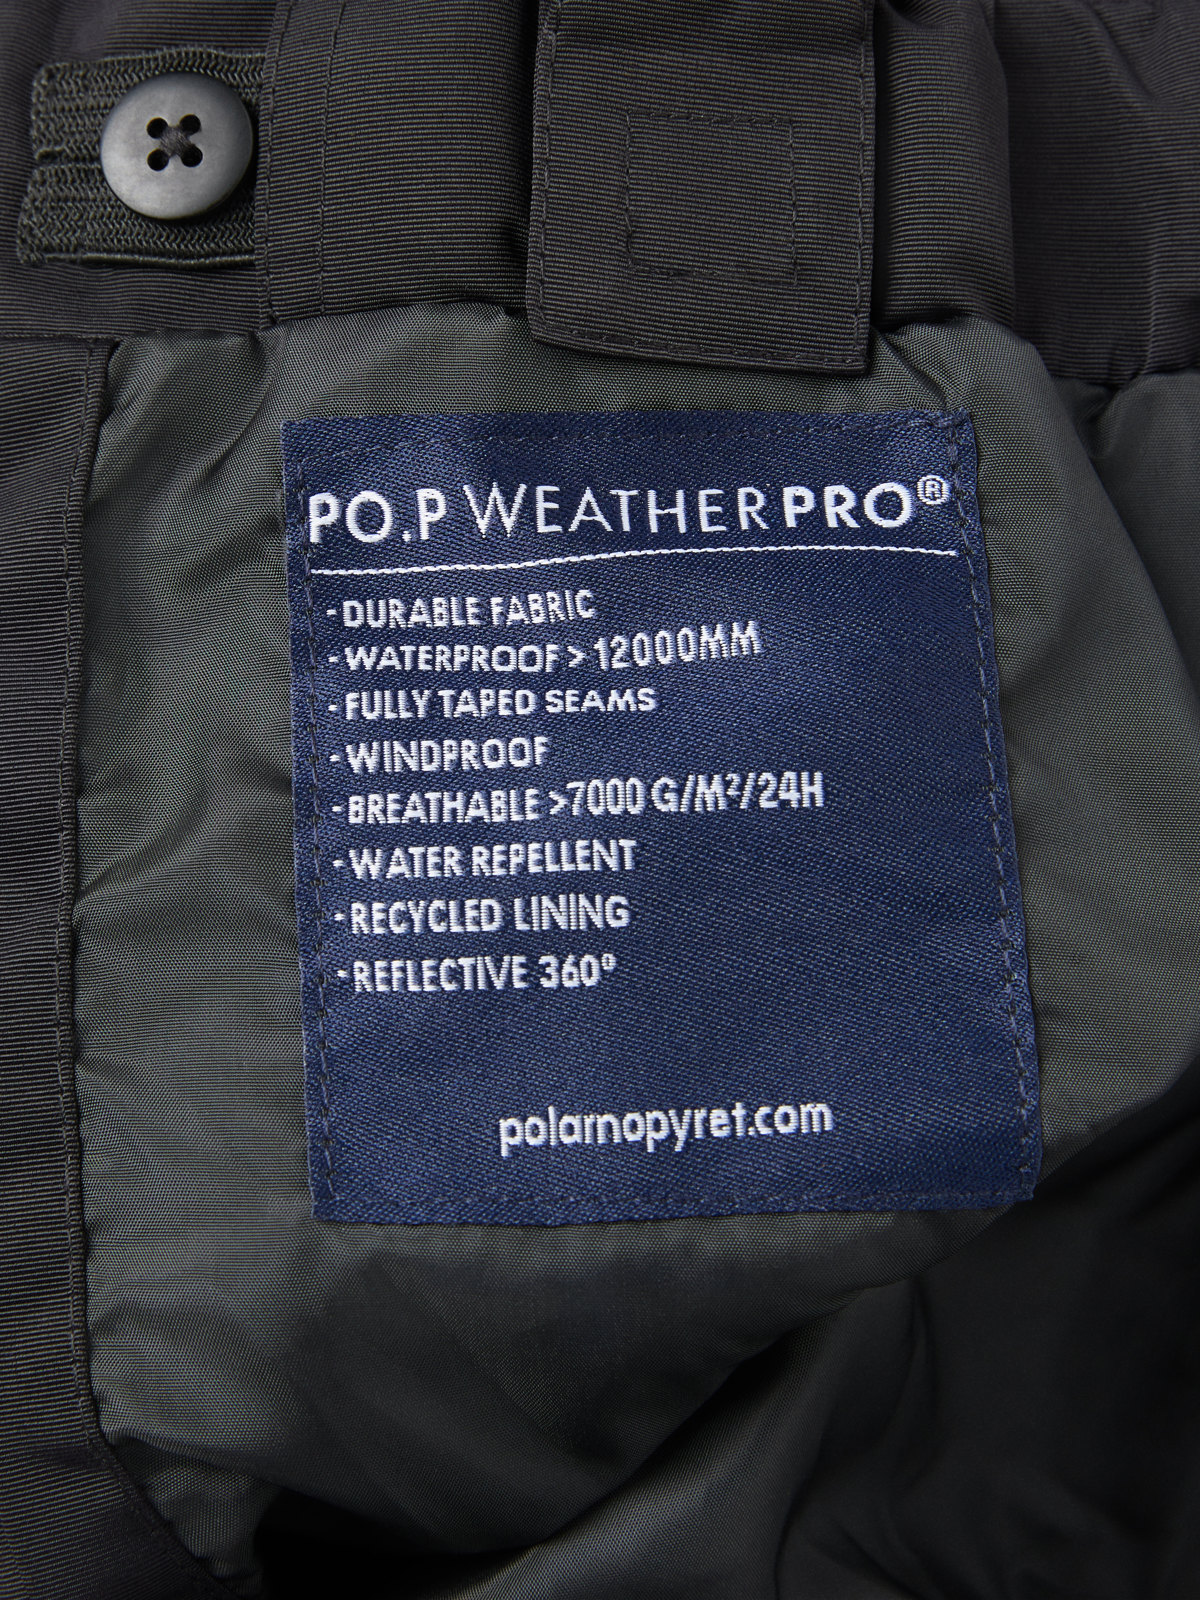 PO.P WEATHERPRO®
- DURABLE FABRIC
- WATERPROOF > 12000MM
- FULLY TAPED SEAMS
- WINDPROOF
- BREATHABLE >7000 G/M²/24H
- WATER REPELLENT
- RECYCLED LINING
- REFLECTIVE 360º
polarnopyret.com